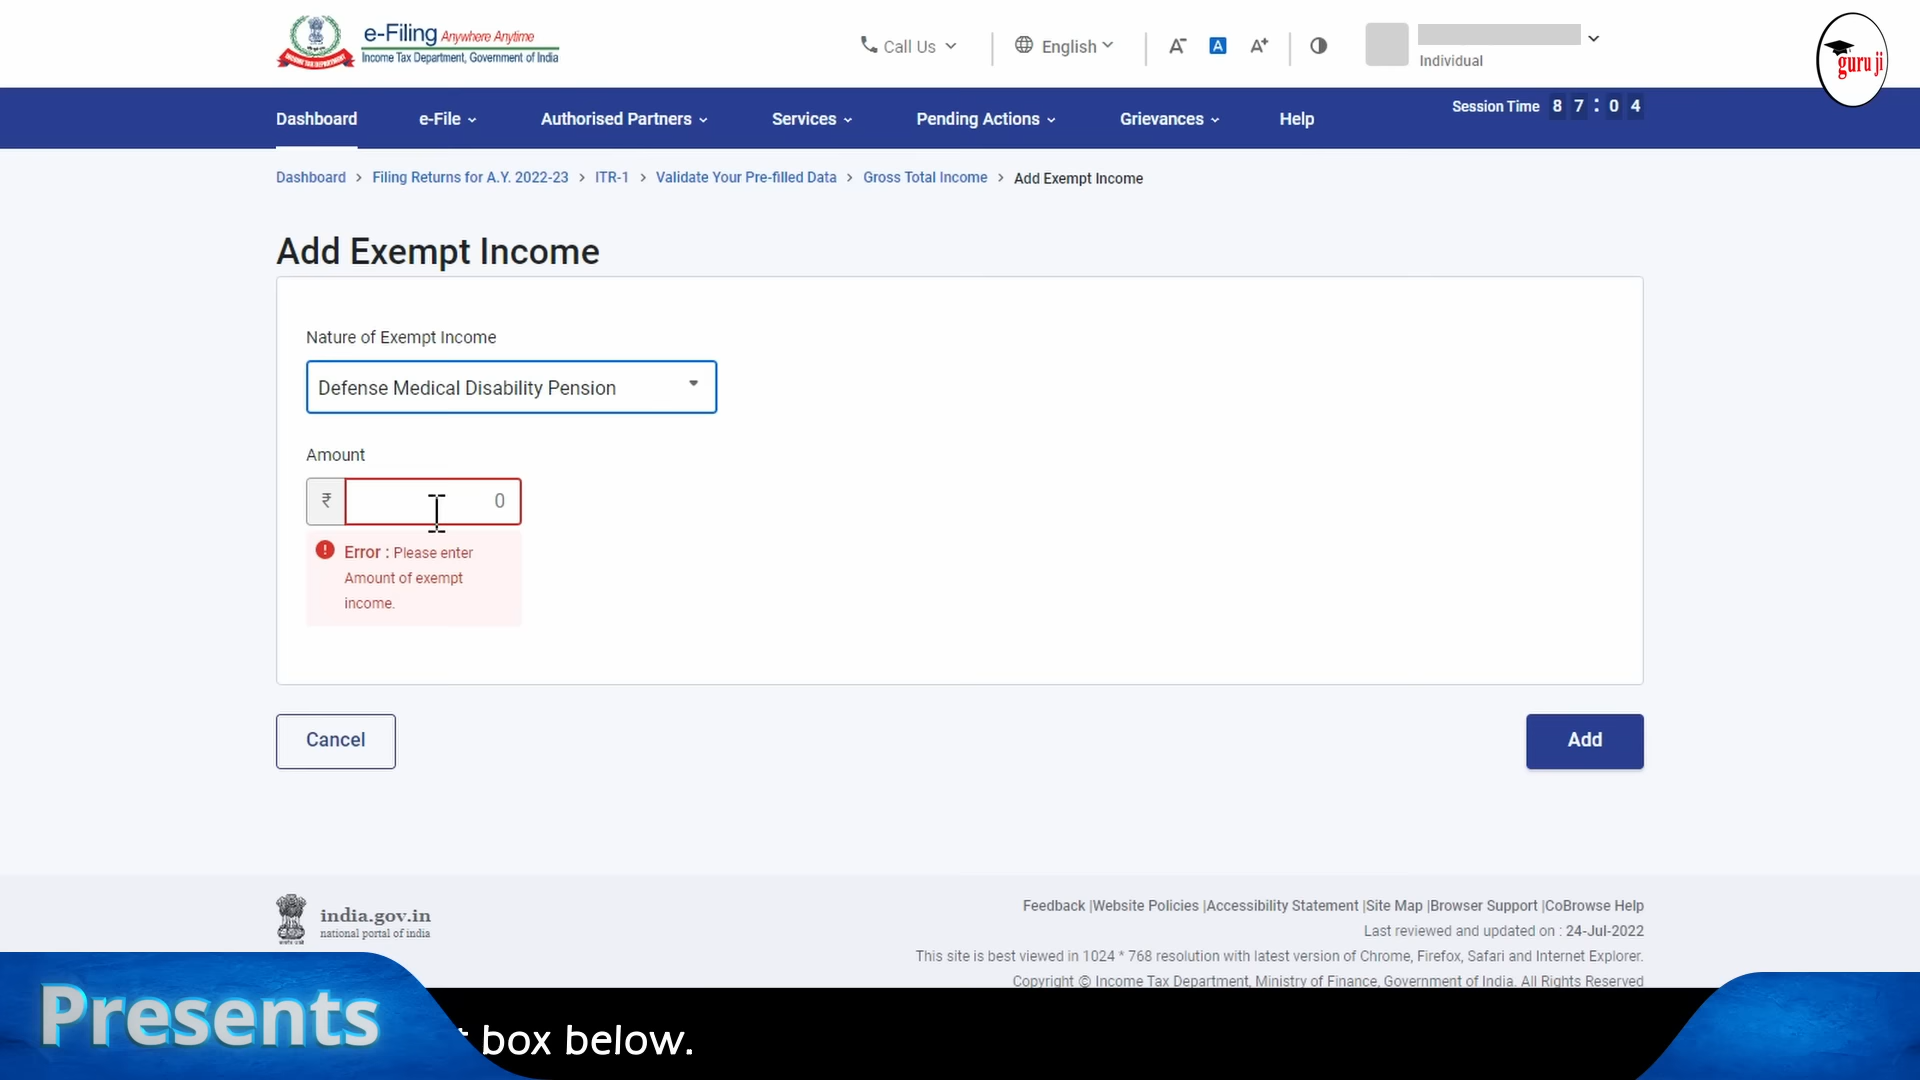 e-Filing Anywhere Anytime
Income Tax Department, Government of India
INCOME TAX DEPARTMENT
Call Us
English
A-
A
A+
Individual
guru ji
Dashboard
e-File
Authorised Partners
Services
Pending Actions
Grievances
Help
Session Time 8 7 : 0 4
Dashboard > Filing Returns for A.Y. 2022-23 > ITR-1 > Validate Your Pre-filled Data > Gross Total Income > Add Exempt Income
Add Exempt Income
Nature of Exempt Income
Defense Medical Disability Pension
Amount
₹ 0
Error : Please enter
Amount of exempt
income.
Cancel
Add
india.gov.in
national portal of india
Feedback |Website Policies |Accessibility Statement |Site Map |Browser Support |CoBrowse Help
Last reviewed and updated on : 24-Jul-2022
This site is best viewed in 1024 * 768 resolution with latest version of Chrome, Firefox, Safari and Internet Explorer.
Copyright © Income Tax Department, Ministry of Finance, Government of India. All Rights Reserved
Presents
box below.